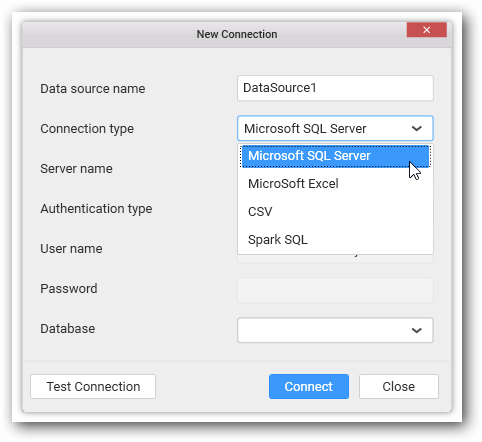 New Connection
Data source name
DataSource1
Connection type
Microsoft SQL Server
Microsoft SQL Server
Server name
MicroSoft Excel
Authentication type
CSV
Spark SQL
User name
Password
Database
Test Connection
Connect
Close